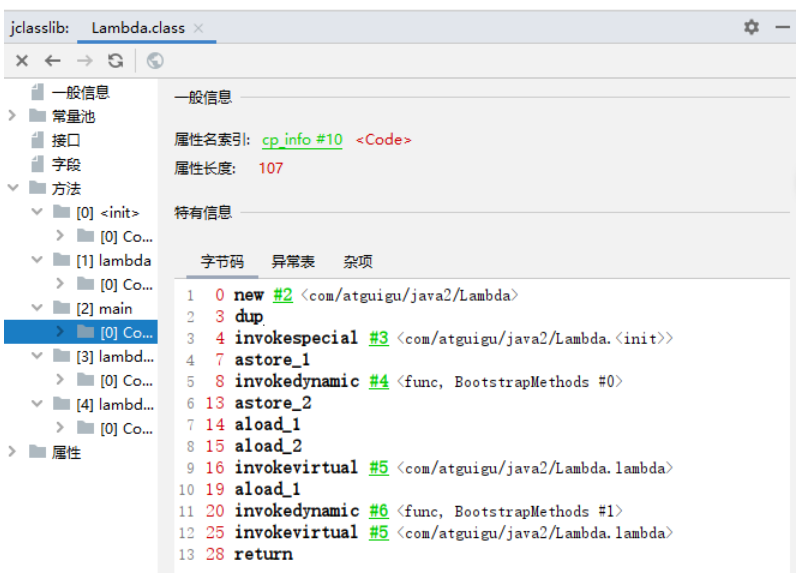 jclasslib: Lambda.class
一般信息
常量池
接口
字段
方法
[0] <init>
[0] Co...
[1] lambda
[0] Co...
[2] main
[0] Co...
[3] lambd...
[0] Co...
[4] lambd...
[0] Co...
属性
一般信息
属性名索引: cp_info #10 <Code>
属性长度: 107
特有信息
字节码 异常表 杂项
1 0 new #2 <com/atguigu/java2/Lambda>
2 3 dup
3 4 invokespecial #3 <com/atguigu/java2/Lambda.<init>>
4 7 astore_1
5 8 invokedynamic #4 <func, BootstrapMethods #0>
6 13 astore_2
7 14 aload_1
8 15 aload_2
9 16 invokevirtual #5 <com/atguigu/java2/Lambda.lambda>
10 19 aload_1
11 20 invokedynamic #6 <func, BootstrapMethods #1>
12 25 invokevirtual #5 <com/atguigu/java2/Lambda.lambda>
13 28 return